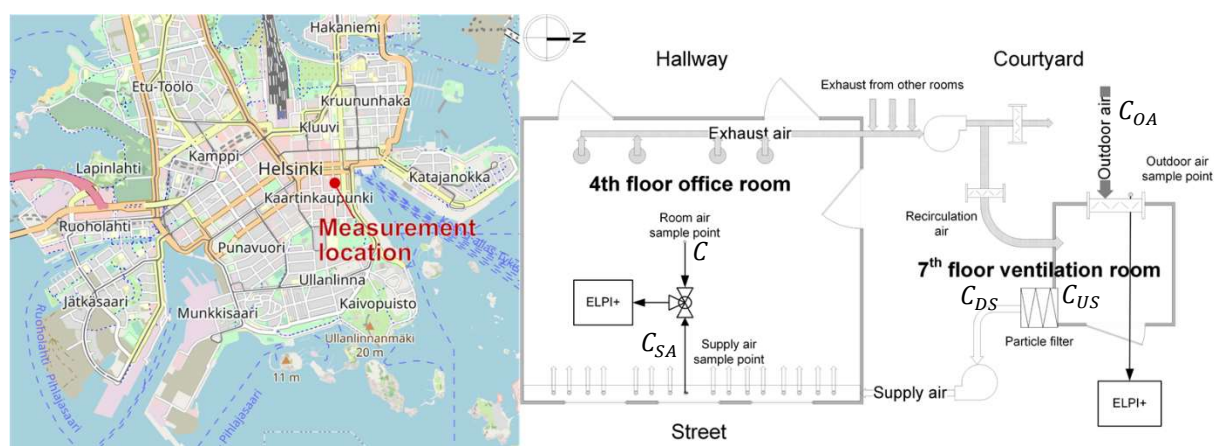 Hakaniemi
Etu-Töölö
Kruununhaka
Kluuvi
Kamppi
Lapinlahti
Helsinki
Katajanokka
Kaartinkaupunki
Ruoholahti
Measurement
location
Punavuori
Ullanlinna
Jätkäsaari
Munkkisaari
Kaivopuisto
Ullanlinnanmäki
20 m
11 m
Ruoholahti-Pihlajasaari
Pihlajasaari
N
Hallway
Courtyard
Exhaust from other rooms
Exhaust air
Outdoor air
C_OA
Outdoor air
sample point
4th floor office room
Room air
sample point
C
Recirculation
air
7th floor ventilation room
ELPI+
C_DS
C_US
C_SA
Particle filter
Supply air
sample point
Supply air
ELPI+
Street